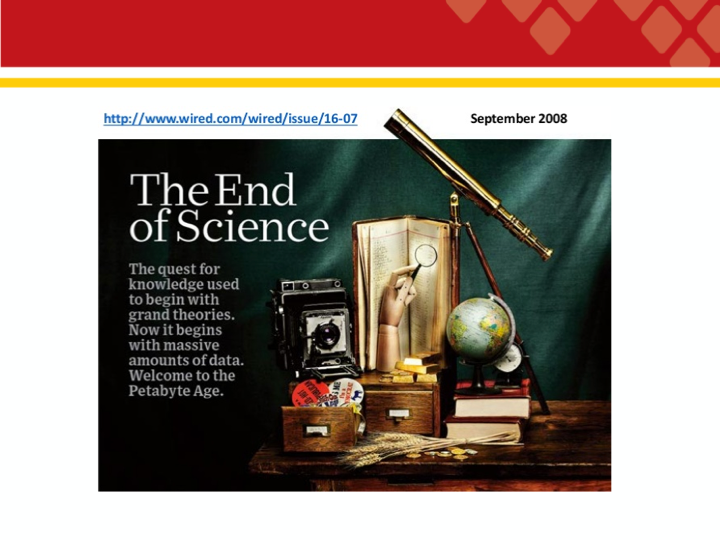 http://www.wired.com/wired/issue/16-07
September 2008
The End
of Science
The quest for
knowledge used
to begin with
grand theories.
Now it begins
with massive
amounts of data.
Welcome to the
Petabyte Age.